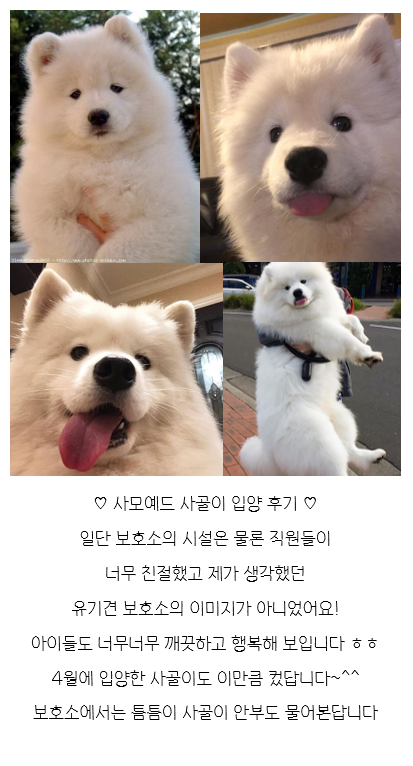 ♡ 사모예드 사골이 입양 후기 ♡
일단 보호소의 시설은 물론 직원들이
너무 친절했고 제가 생각했던
유기견 보호소의 이미지가 아니었어요!
아이들도 너무너무 깨끗하고 행복해 보입니다 ㅎㅎ
4월에 입양한 사골이도 이만큼 컸답니다~^^
보호소에서는 틈틈이 사골이 안부도 물어본답니다